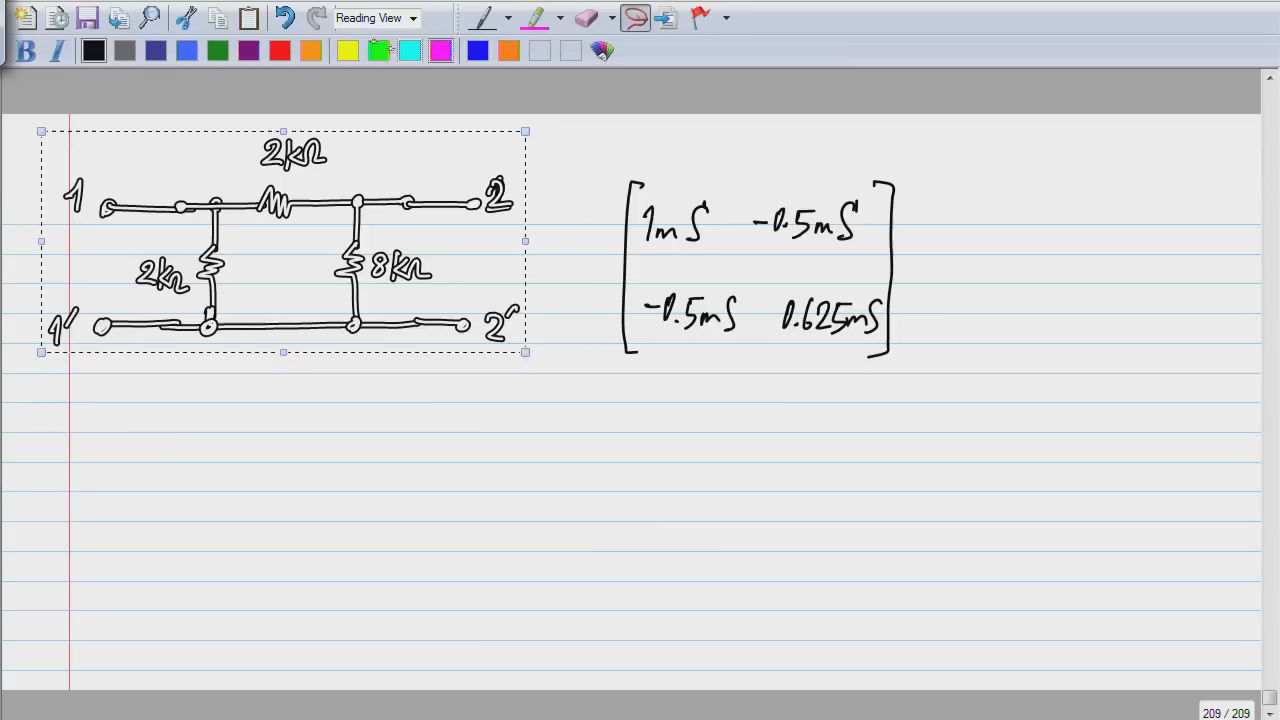 Reading View
B I
2kΩ
1 2
2kΩ 8kΩ
1' 2'
1mS -0.5mS
-0.5mS 0.625mS
209 / 209